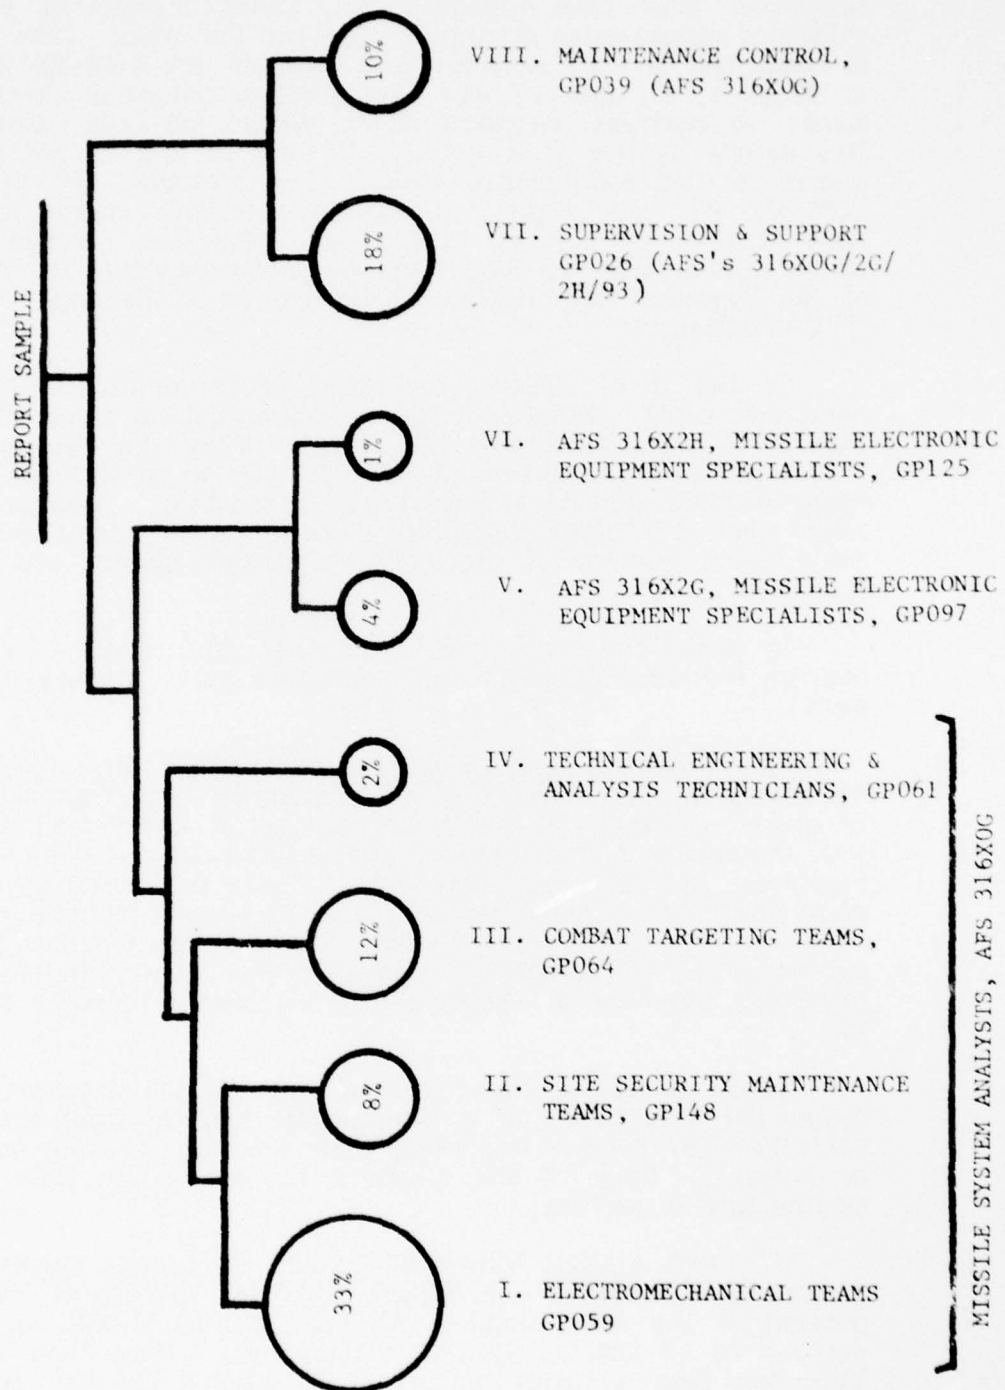 REPORT SAMPLE
10%
VIII. MAINTENANCE CONTROL,
GP039 (AFS 316X0G)
18%
VII. SUPERVISION & SUPPORT
GP026 (AFS's 316X0G/2G/
2H/93)
1%
VI. AFS 316X2H, MISSILE ELECTRONIC
EQUIPMENT SPECIALISTS, GP125
4%
V. AFS 316X2G, MISSILE ELECTRONIC
EQUIPMENT SPECIALISTS, GP097
2%
IV. TECHNICAL ENGINEERING &
ANALYSIS TECHNICIANS, GP061
12%
III. COMBAT TARGETING TEAMS,
GP064
8%
II. SITE SECURITY MAINTENANCE
TEAMS, GP148
33%
I. ELECTROMECHANICAL TEAMS
GP059
MISSILE SYSTEM ANALYSTS, AFS 316X0G